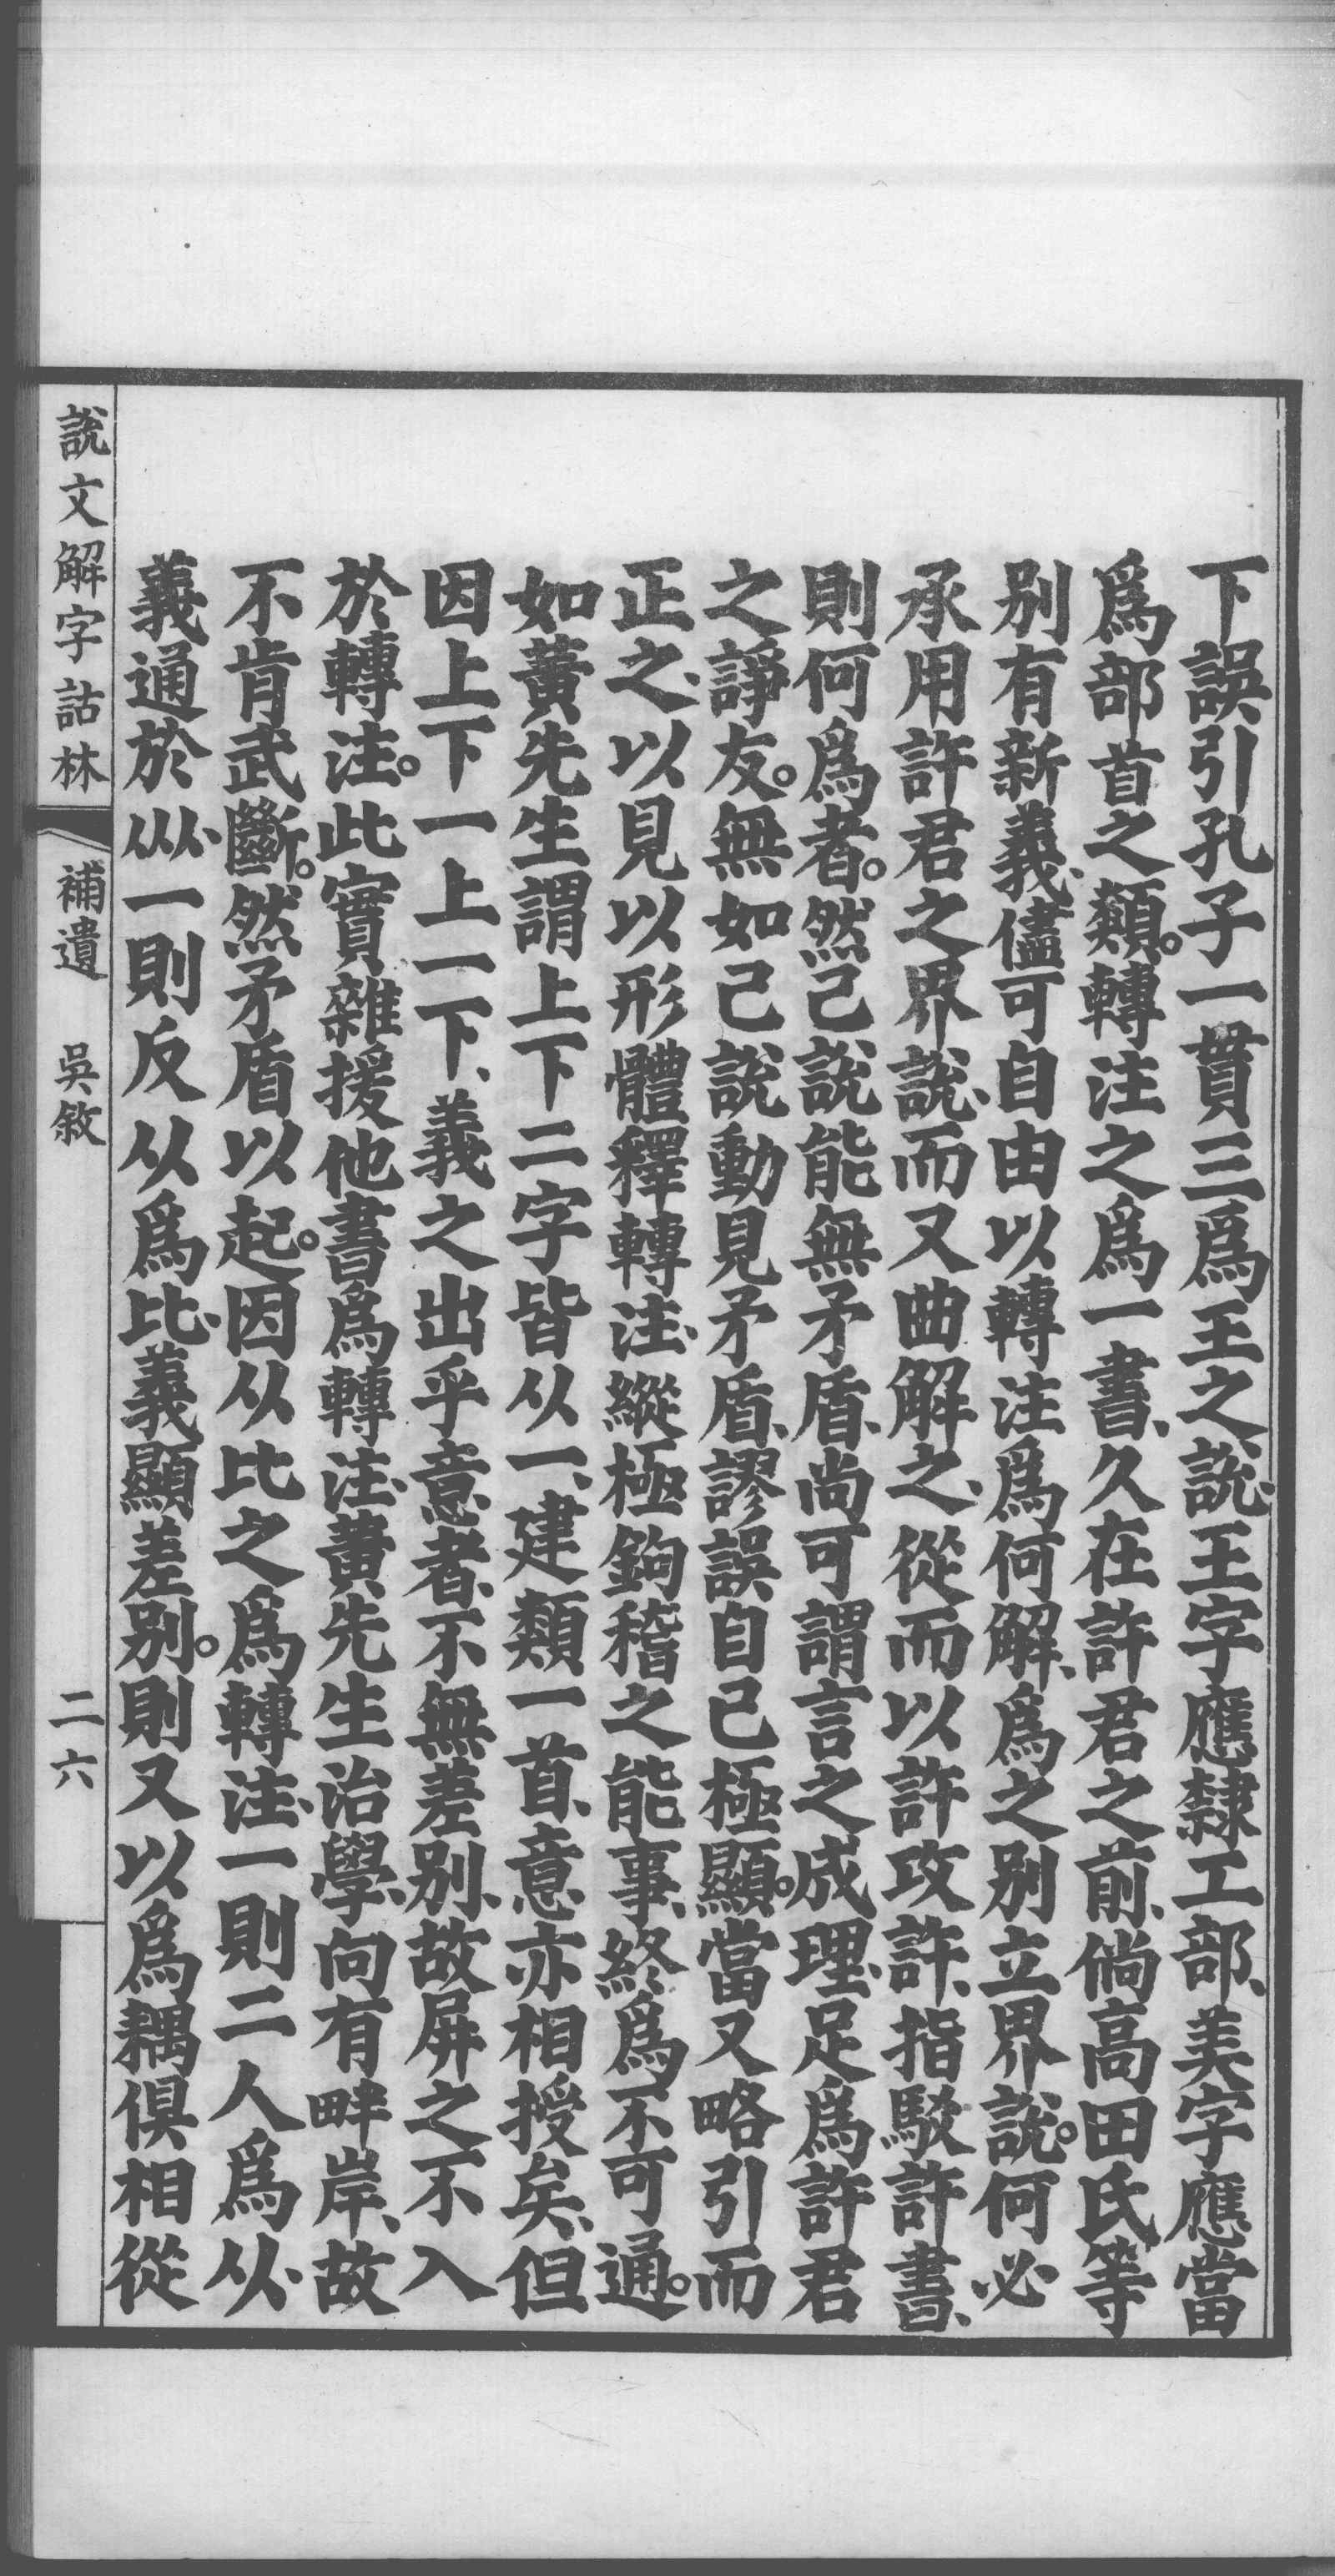 下誤引孔子一貫三爲王之說、王字應隸工部、美字應當
爲部首之類。轉注之爲一書、久在許君之前、倘高田氏等
別有新義、儘可自由以轉注爲何解、爲之別立界說。何必
承用許君之界說、而又曲解之、從而以許攻許、指駁許書、
則何爲者。然己說能無矛盾、尚可謂言之成理、足爲許君
之諍友。無如己說動見矛盾、謬誤自己極顯。當又略引而
正之、以見以形體釋轉注、縱極鉤稽之能事、終爲不可通。
如黃先生謂上下二字皆从一、建類一首、意亦相授矣、但
因上下一上一下、義之出乎意者、不無差別、故屏之不入
於轉注。此實雜援他書爲轉注、黃先生治學、向有畔岸、故
不肯武斷。然矛盾以起。因从比之爲轉注、一則二人爲从、
義通於从、一則反从爲比、義顯差別。則又以爲耦俱相從
說文解字詁林 補遺 吳敘 二六